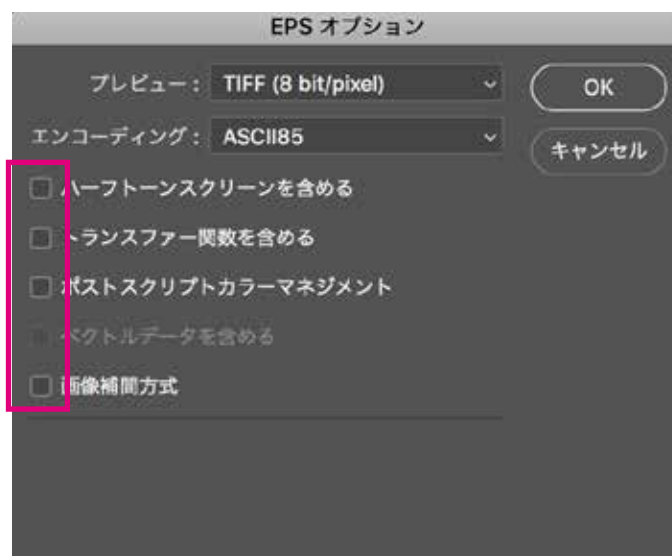 EPS オプション
プレビュー： TIFF (8 bit/pixel)
OK
エンコーディング： ASCII85
キャンセル
ハーフトーンスクリーンを含める
トランスファー関数を含める
ポストスクリプトカラーマネジメント
ベクトルデータを含める
画像補間方式